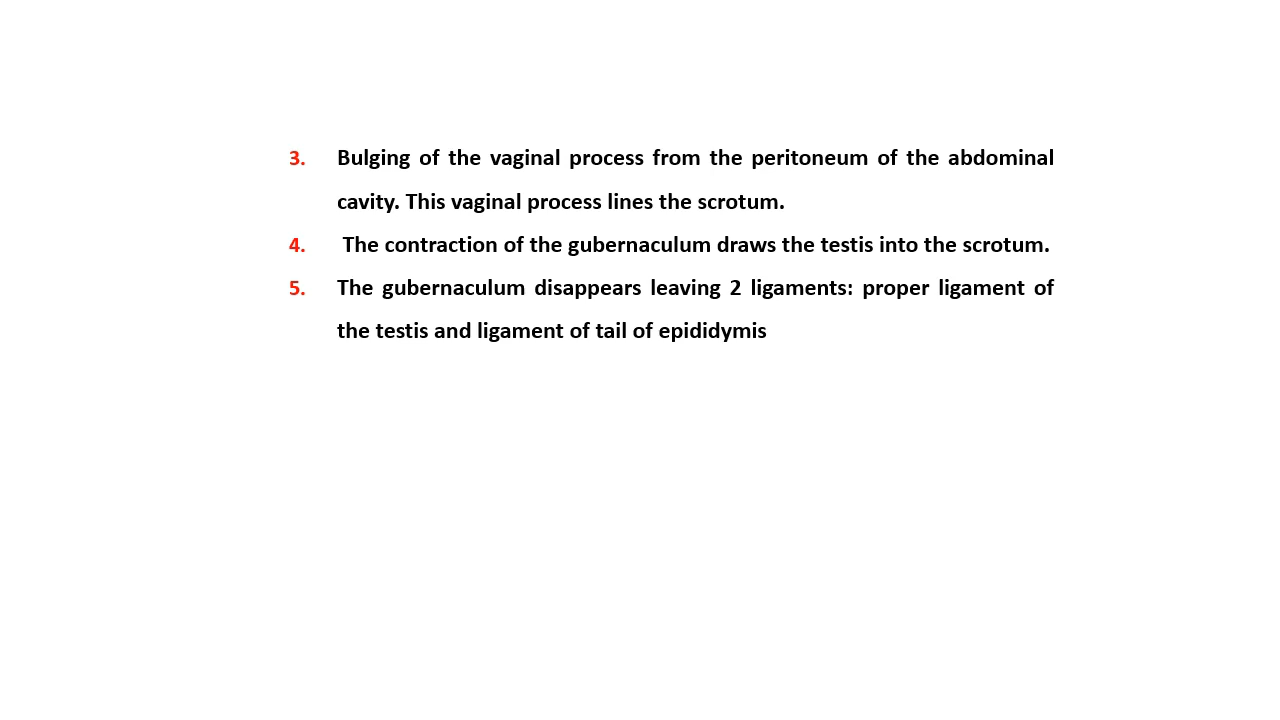 3. Bulging of the vaginal process from the peritoneum of the abdominal
cavity. This vaginal process lines the scrotum.
4. The contraction of the gubernaculum draws the testis into the scrotum.
5. The gubernaculum disappears leaving 2 ligaments: proper ligament of
the testis and ligament of tail of epididymis